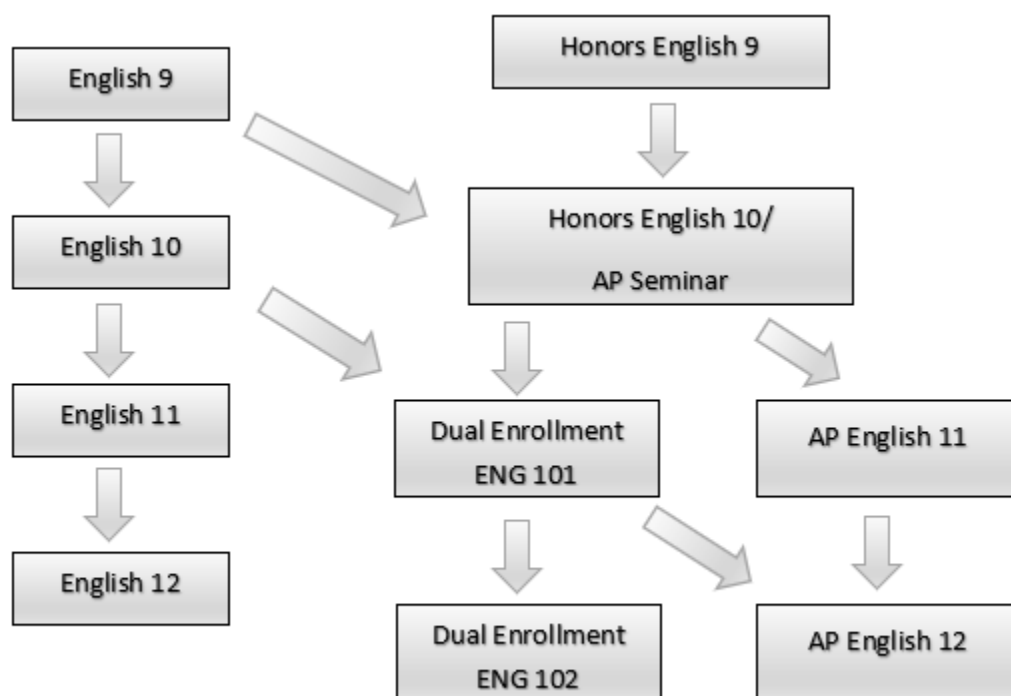 English 9
Honors English 9
English 10
Honors English 10/
AP Seminar
English 11
Dual Enrollment
ENG 101
AP English 11
English 12
Dual Enrollment
ENG 102
AP English 12